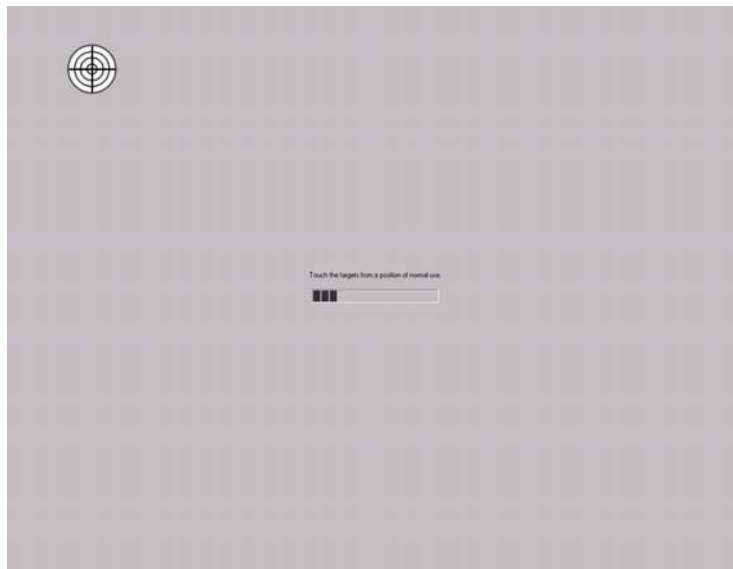 Touch the targets from a position of normal use.